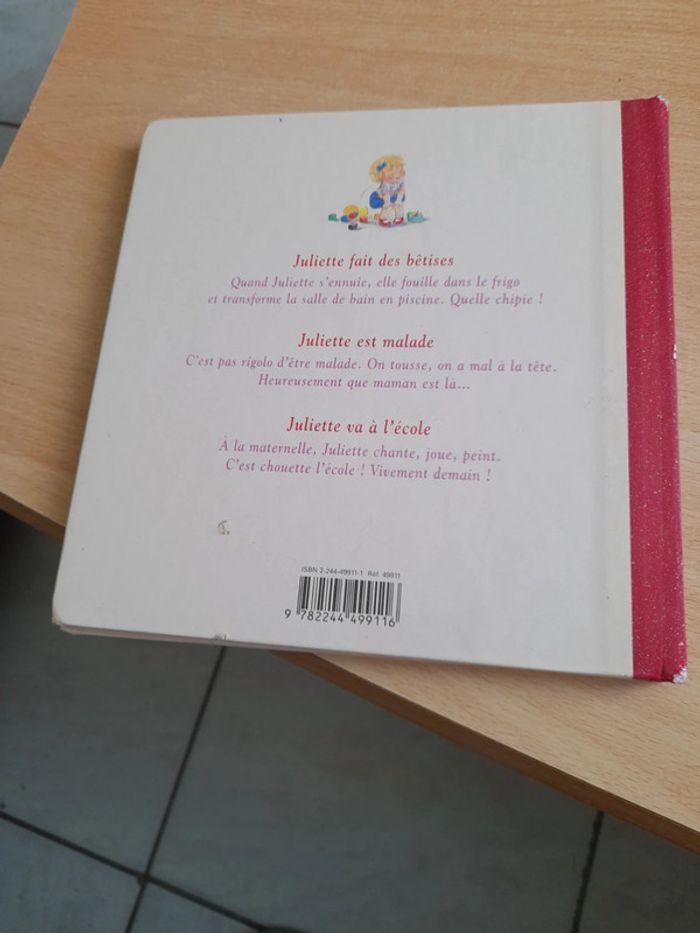 Juliette fait des bêtises
Quand Juliette s'ennuie, elle fouille dans le frigo
et transforme la salle de bain en piscine. Quelle chipie !
Juliette est malade
C'est pas rigolo d'être malade. On tousse, on a mal à la tête.
Heureusement que maman est là...
Juliette va à l'école
À la maternelle, Juliette chante, joue, peint.
C'est chouette l'école ! Vivement demain !
ISBN 2-244-49911-1 Réf. 49911
9 782244 499116